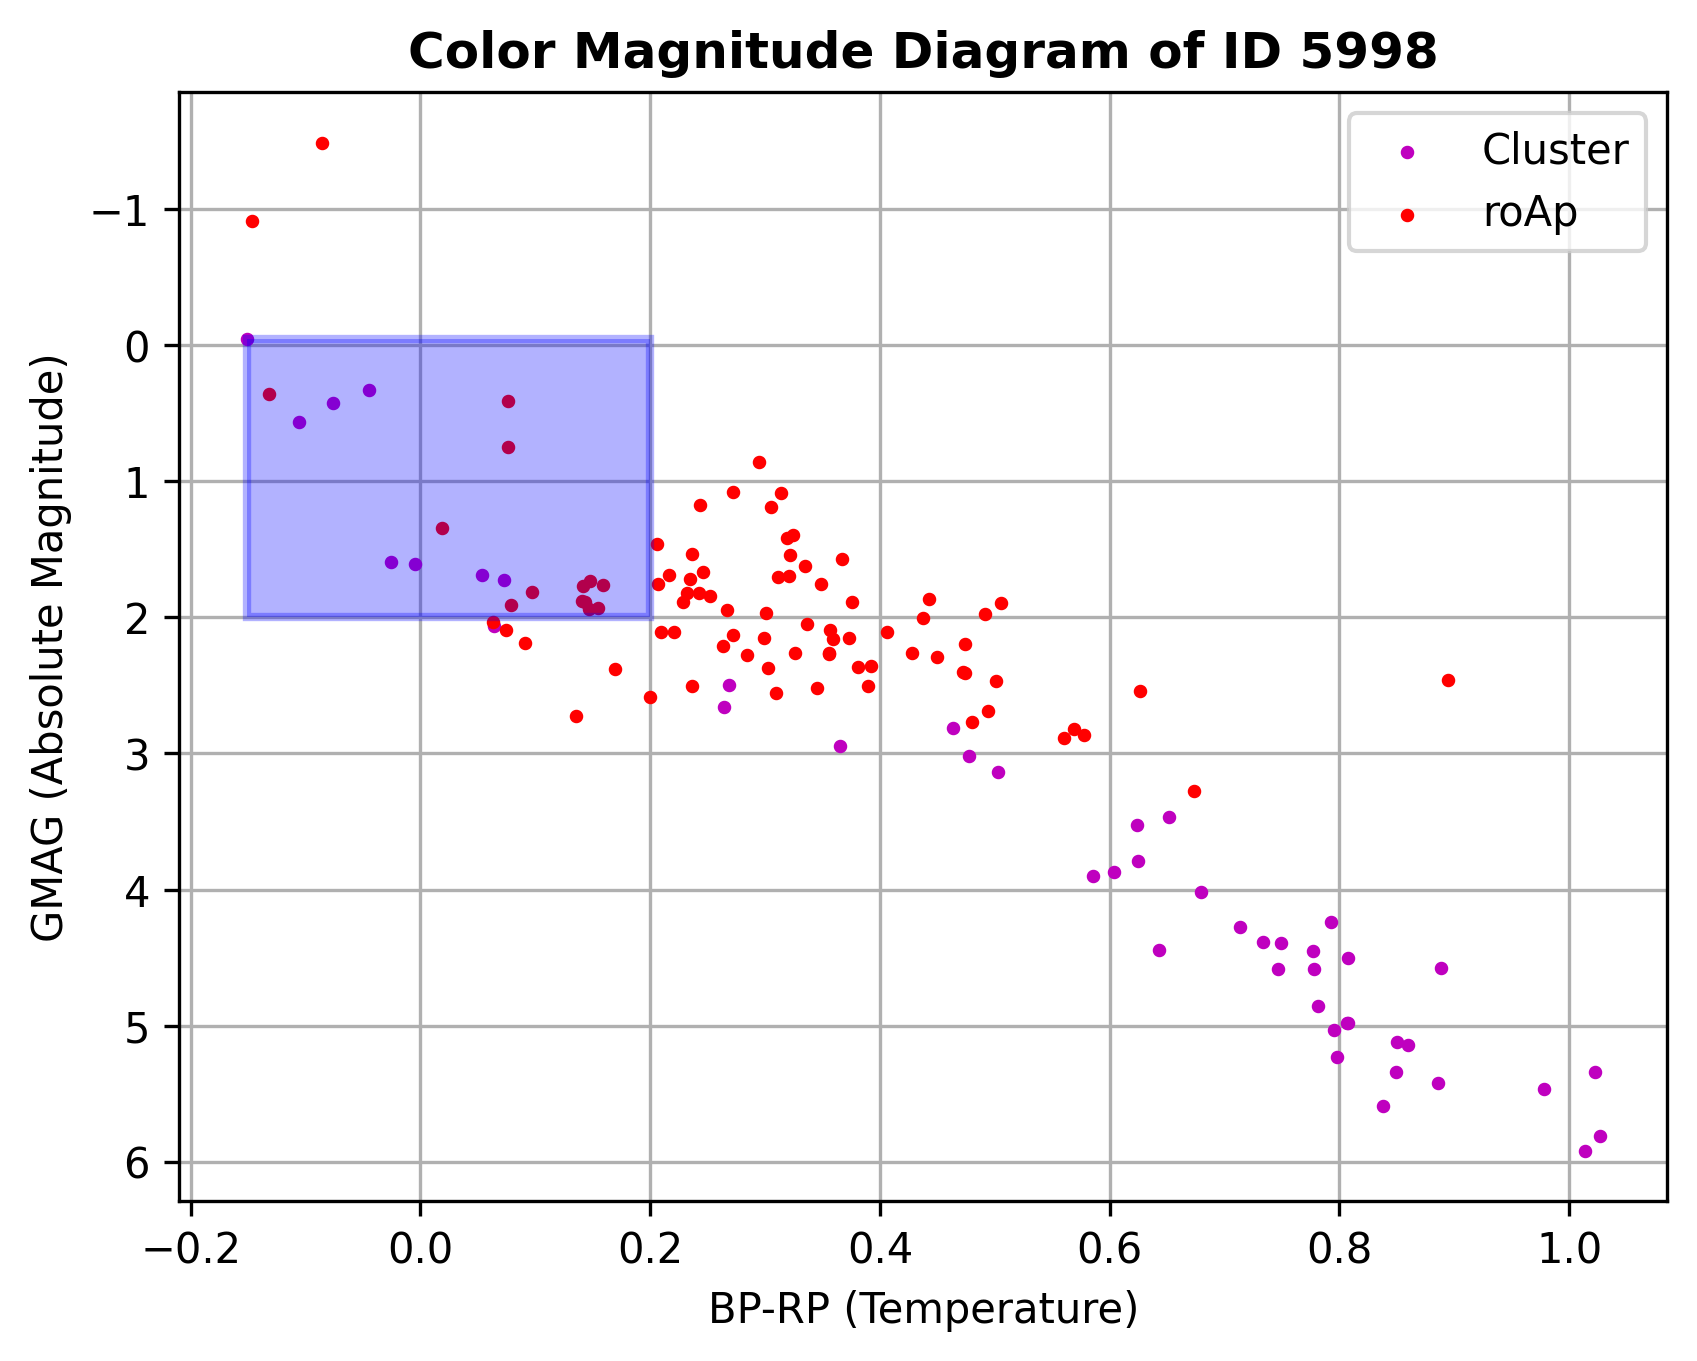 Color Magnitude Diagram of ID 5998
Cluster
roAp
GMAG (Absolute Magnitude)
−1
0
1
2
3
4
5
6
−0.2 0.0 0.2 0.4 0.6 0.8 1.0
BP-RP (Temperature)